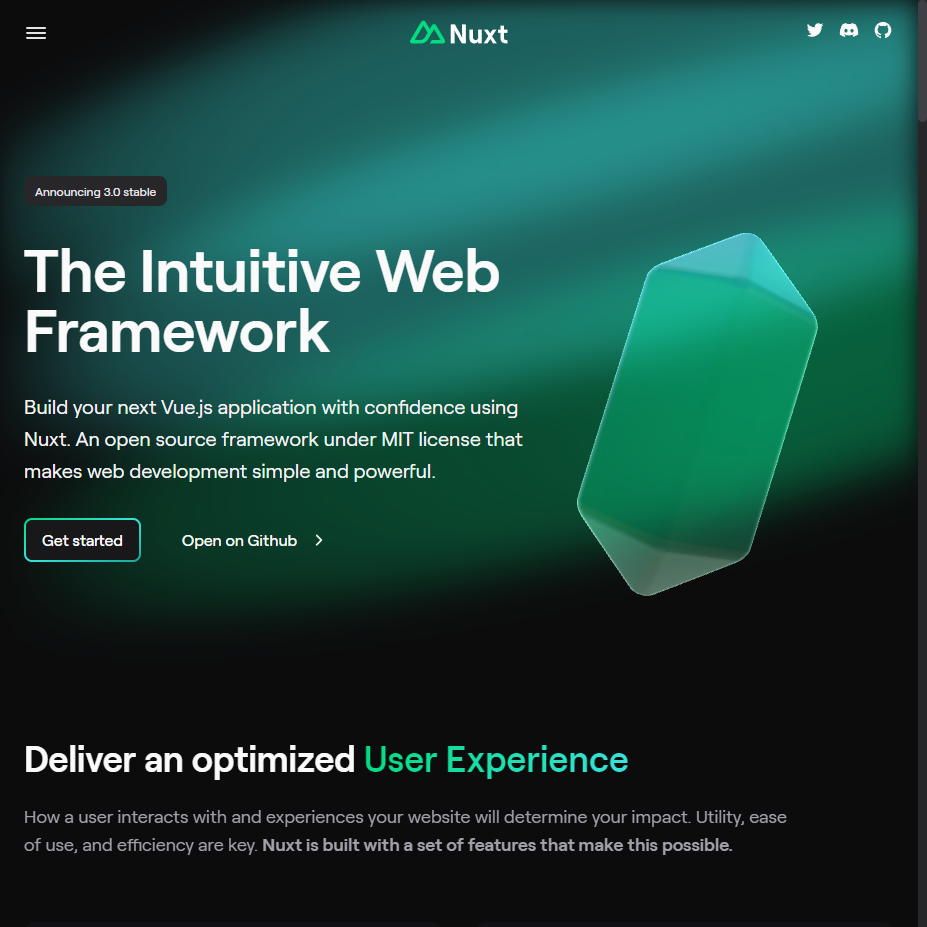 Nuxt
Announcing 3.0 stable
The Intuitive Web
Framework
Build your next Vue.js application with confidence using
Nuxt. An open source framework under MIT license that
makes web development simple and powerful.
Get started
Open on Github
Deliver an optimized User Experience
How a user interacts with and experiences your website will determine your impact. Utility, ease
of use, and efficiency are key. Nuxt is built with a set of features that make this possible.